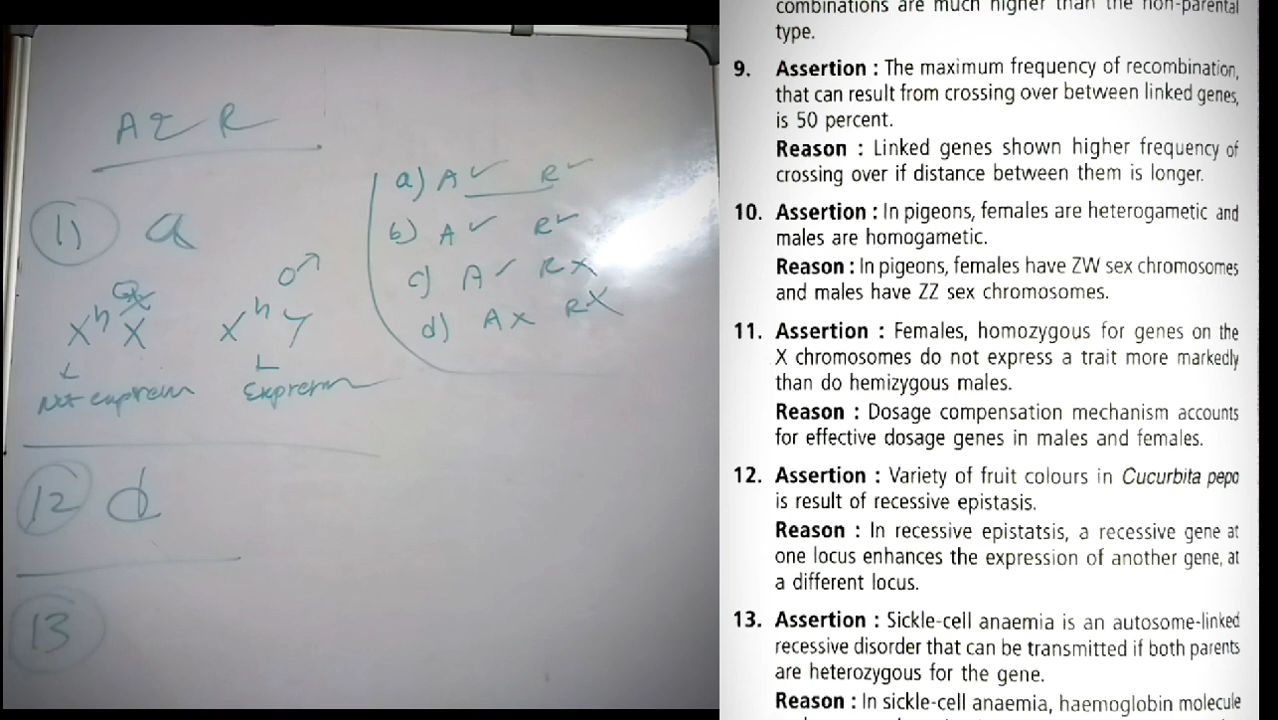 A & R
11) a
a) A ✓ R ✓
b) A ✓ R ✓
c) A ✓ R X
d) A X R X
X^h X
X^h Y
Not express
Express
12 d
13
combinations are much higher than the non-parental
type.
9. Assertion : The maximum frequency of recombination,
that can result from crossing over between linked genes,
is 50 percent.
Reason : Linked genes shown higher frequency of
crossing over if distance between them is longer.
10. Assertion : In pigeons, females are heterogametic and
males are homogametic.
Reason : In pigeons, females have ZW sex chromosomes
and males have ZZ sex chromosomes.
11. Assertion : Females, homozygous for genes on the
X chromosomes do not express a trait more markedly
than do hemizygous males.
Reason : Dosage compensation mechanism accounts
for effective dosage genes in males and females.
12. Assertion : Variety of fruit colours in Cucurbita pepo
is result of recessive epistasis.
Reason : In recessive epistatsis, a recessive gene at
one locus enhances the expression of another gene, at
a different locus.
13. Assertion : Sickle-cell anaemia is an autosome-linked
recessive disorder that can be transmitted if both parents
are heterozygous for the gene.
Reason : In sickle-cell anaemia, haemoglobin molecule